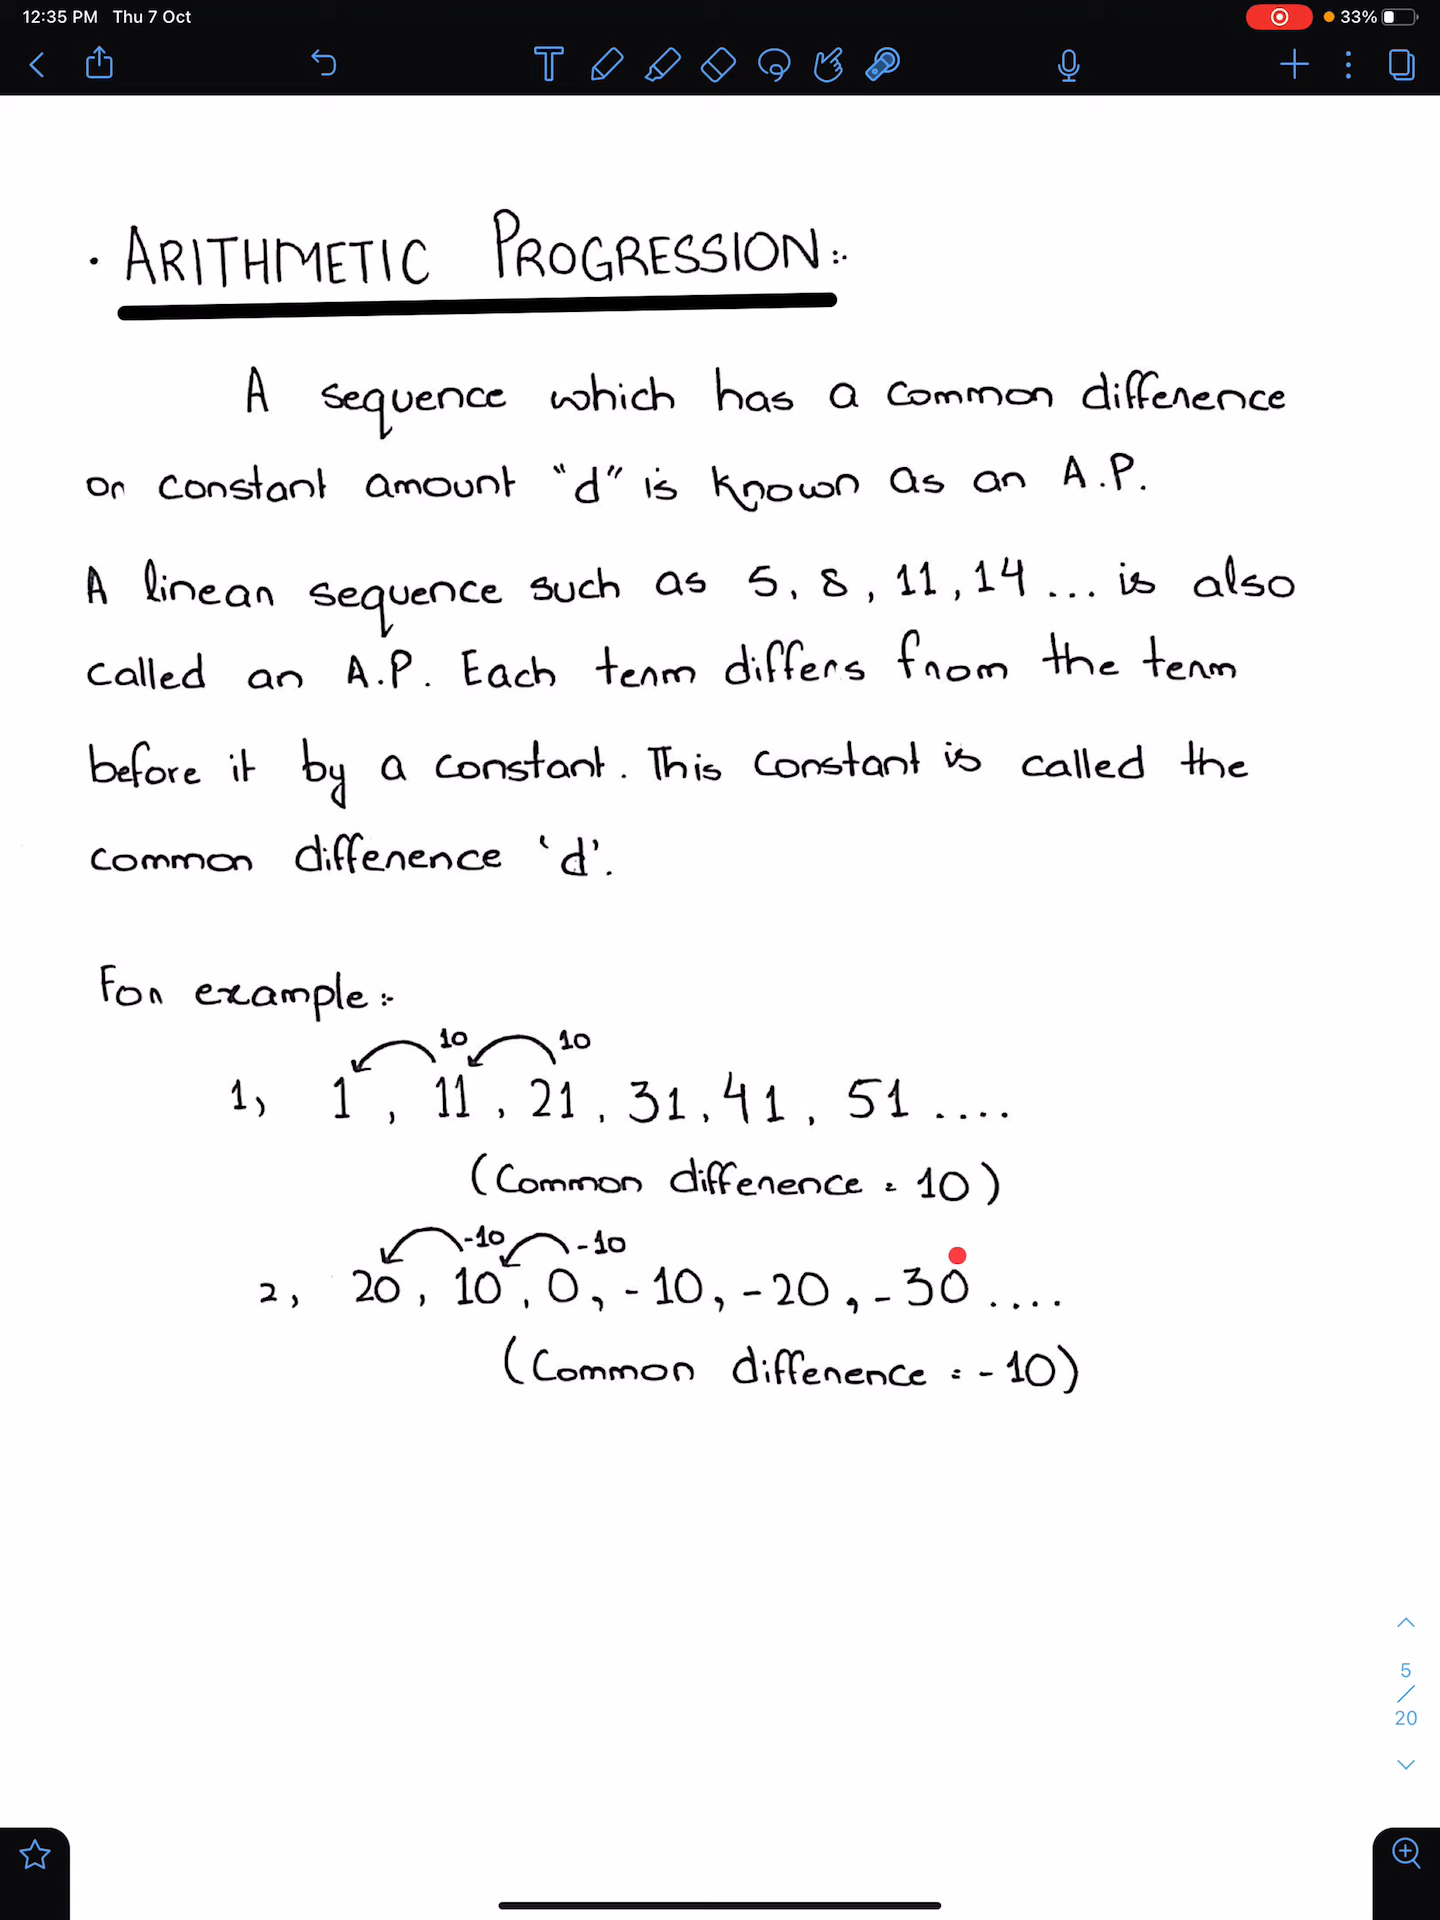 12:35 PM Thu 7 Oct 33%
· ARITHMETIC PROGRESSION :-
A sequence which has a common difference
or constant amount "d" is known as an A.P.
A linear sequence such as 5, 8, 11, 14 ... is also
called an A.P. Each term differs from the term
before it by a constant. This constant is called the
common difference 'd'.
For example :-
10 10
1, 1, 11, 21, 31, 41, 51 ....
(Common difference = 10)
-10 -10
2, 20, 10, 0, -10, -20, -30 ....
(Common difference = -10)
5
/
20